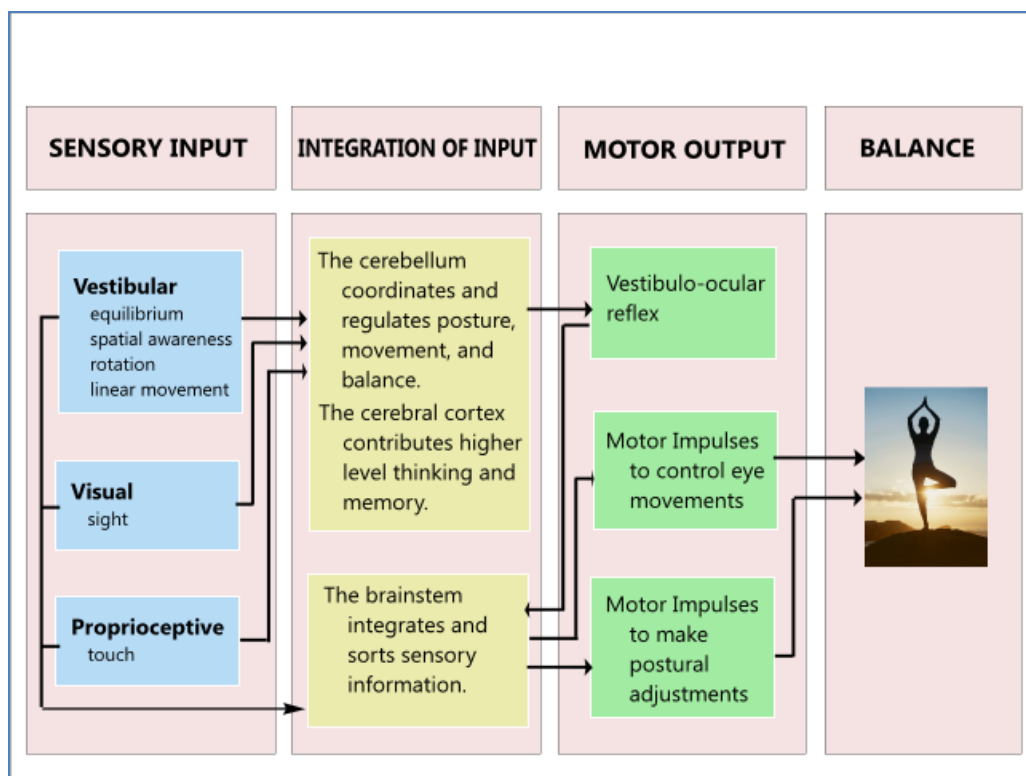 SENSORY INPUT
INTEGRATION OF INPUT
MOTOR OUTPUT
BALANCE
Vestibular
equilibrium
spatial awareness
rotation
linear movement
Visual
sight
Proprioceptive
touch
The cerebellum
coordinates and
regulates posture,
movement, and
balance.
The cerebral cortex
contributes higher
level thinking and
memory.
The brainstem
integrates and
sorts sensory
information.
Vestibulo-ocular
reflex
Motor Impulses
to control eye
movements
Motor Impulses
to make
postural
adjustments